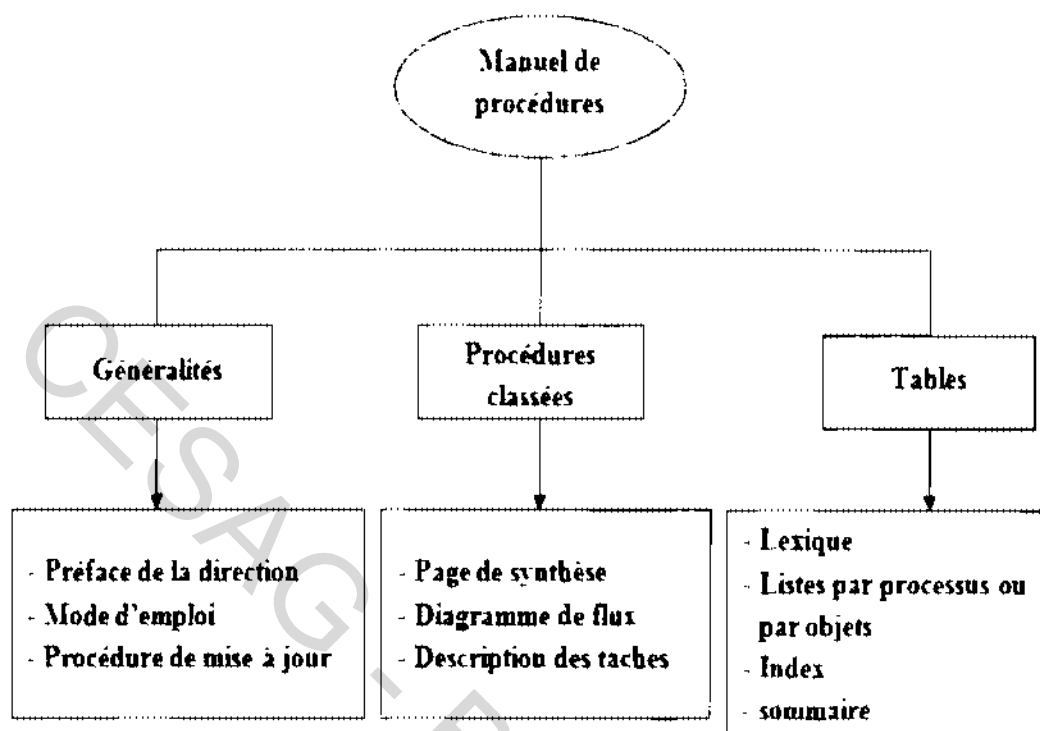 Manuel de
procédures
Généralités
Procédures
classées
Tables
- Préface de la direction
- Mode d'emploi
- Procédure de mise à jour
- Page de synthèse
- Diagramme de flux
- Description des taches
- Lexique
- Listes par processus ou
par objets
- Index
- sommaire
CESAG -